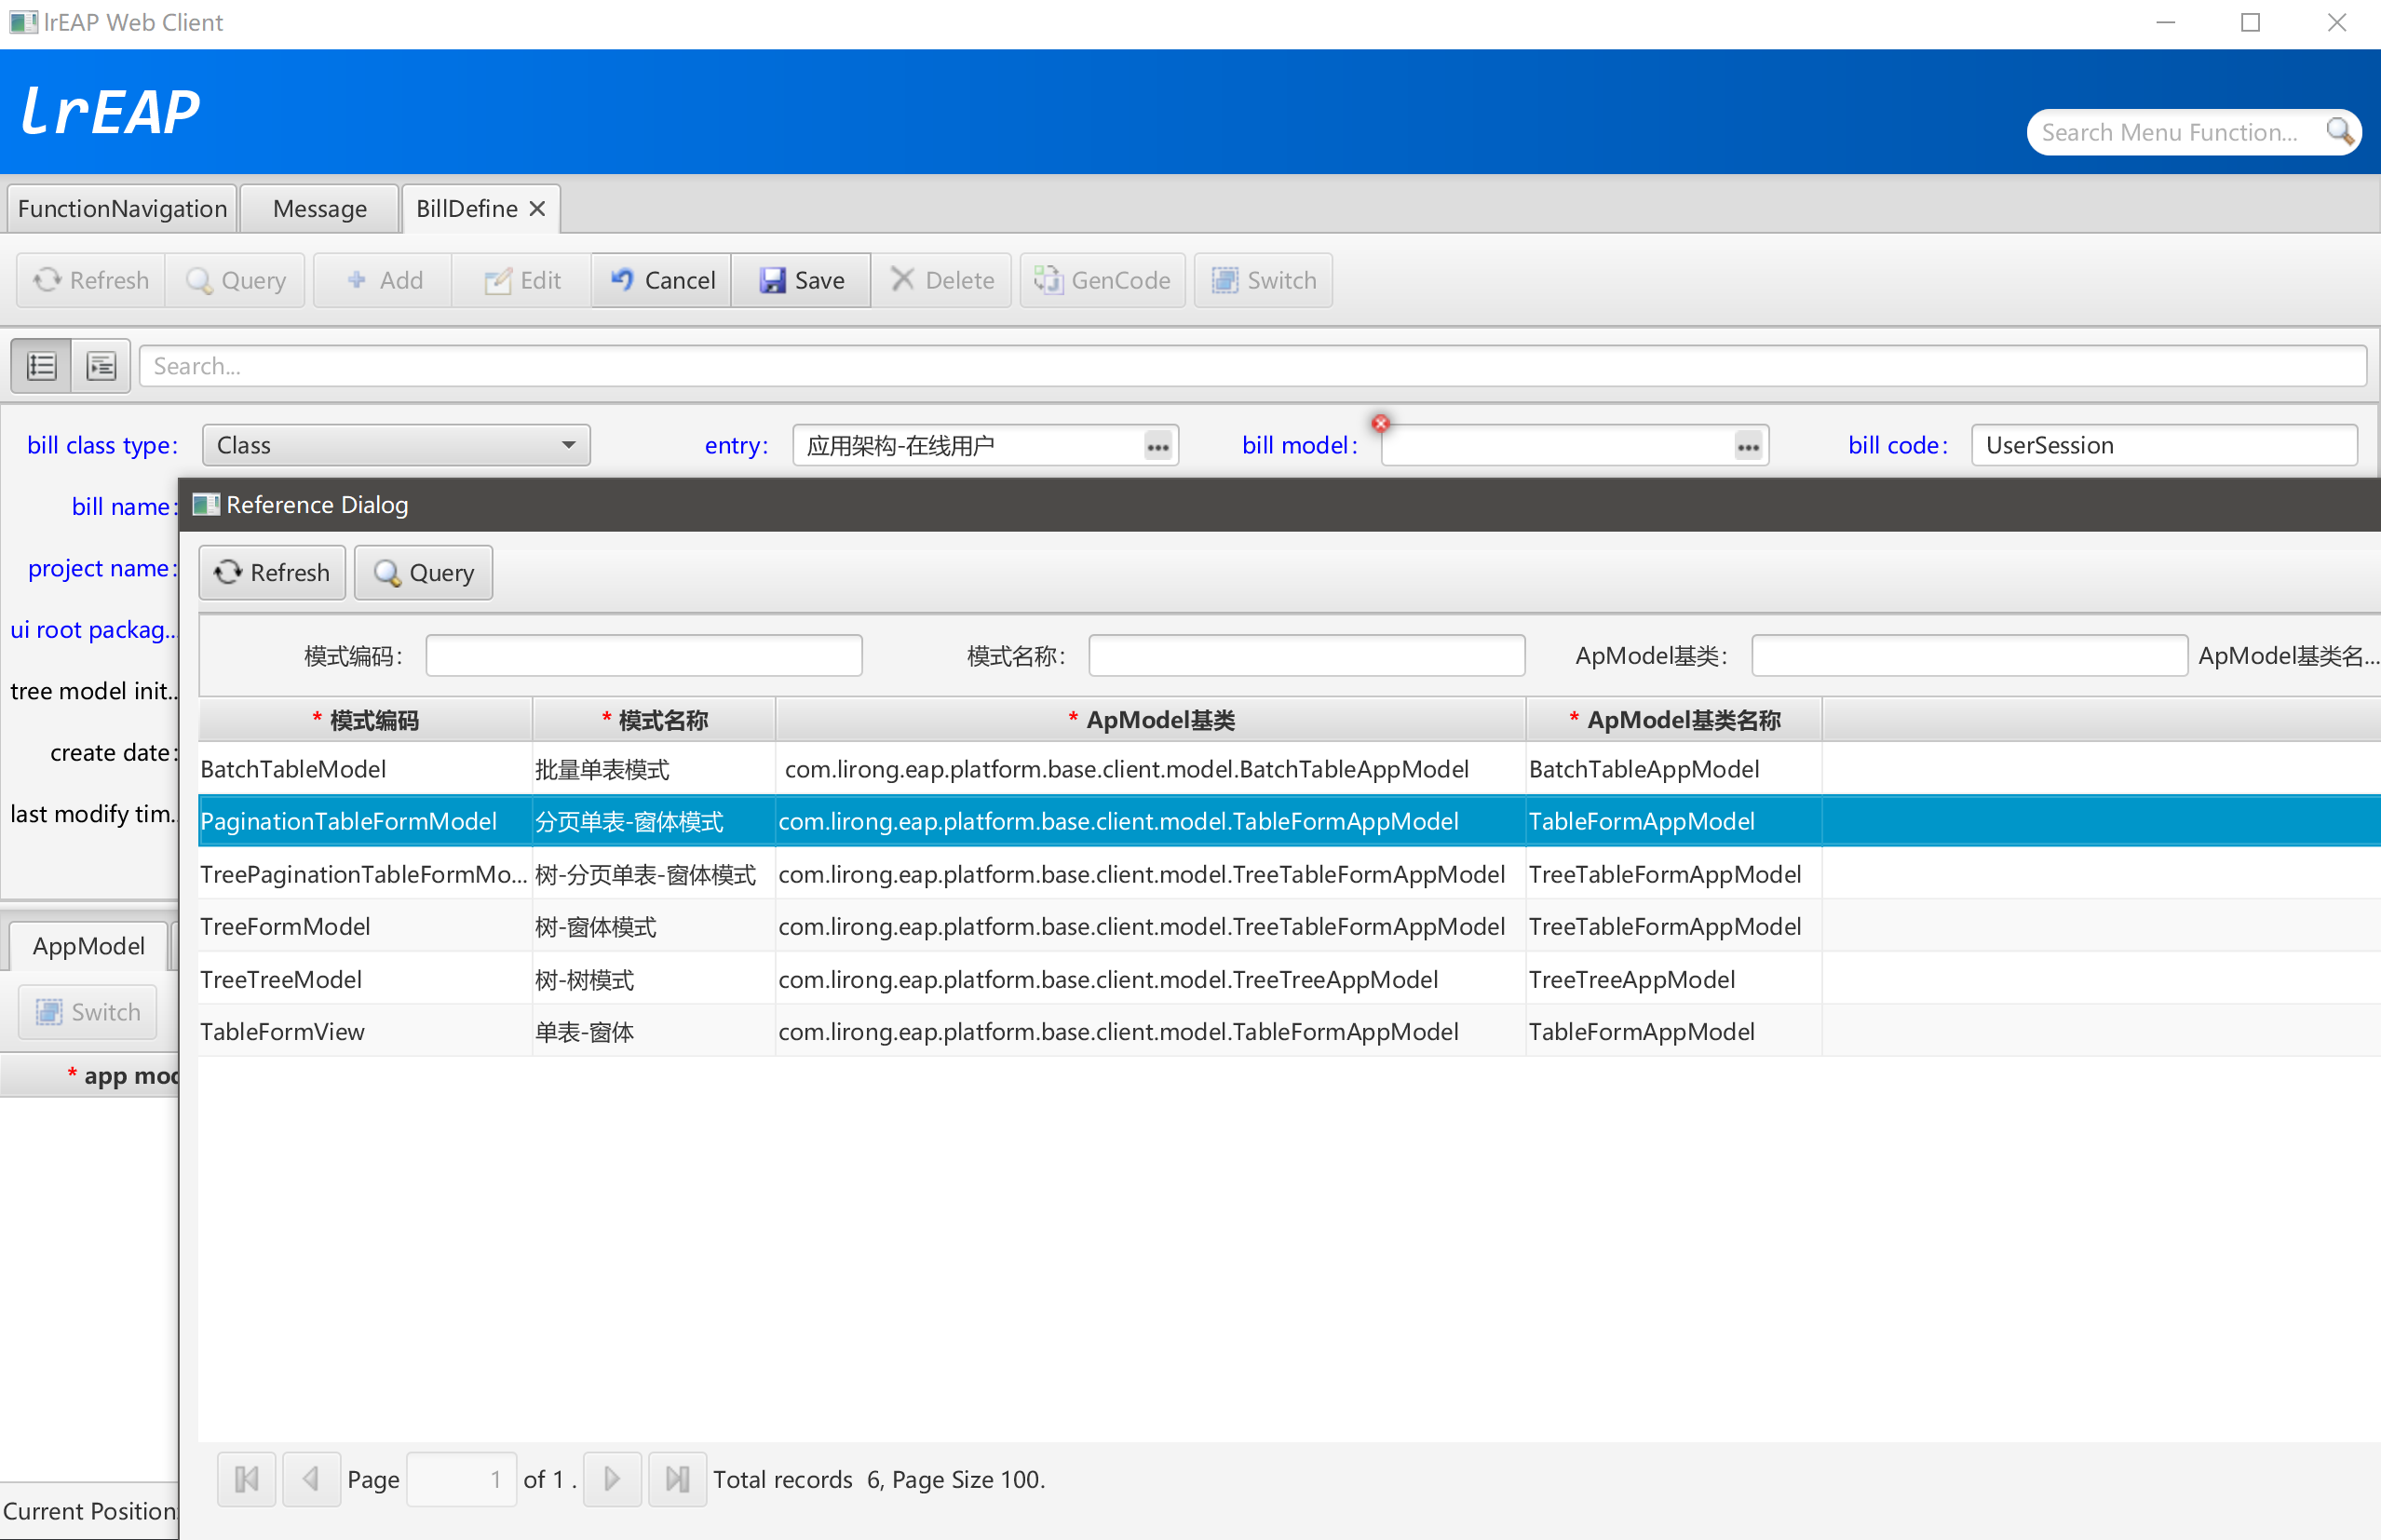 lrEAP Web Client
lrEAP
Search Menu Function...
FunctionNavigation Message BillDefine
Refresh Query Add Edit Cancel Save Delete GenCode Switch
Search...
bill class type: Class entry: 应用架构-在线用户 bill model: bill code: UserSession
bill name:
Reference Dialog
project name:
Refresh Query
ui root packag...
模式编码: 模式名称: ApModel基类: ApModel基类名...
tree model init...
* 模式编码 * 模式名称 * ApModel基类 * ApModel基类名称
create date:
BatchTableModel 批量单表模式 com.lirong.eap.platform.base.client.model.BatchTableAppModel BatchTableAppModel
last modify tim...
PaginationTableFormModel 分页单表-窗体模式 com.lirong.eap.platform.base.client.model.TableFormAppModel TableFormAppModel
TreePaginationTableFormMo... 树-分页单表-窗体模式 com.lirong.eap.platform.base.client.model.TreeTableFormAppModel TreeTableFormAppModel
TreeFormModel 树-窗体模式 com.lirong.eap.platform.base.client.model.TreeTableFormAppModel TreeTableFormAppModel
AppModel
TreeTreeModel 树-树模式 com.lirong.eap.platform.base.client.model.TreeTreeAppModel TreeTreeAppModel
Switch
TableFormView 单表-窗体 com.lirong.eap.platform.base.client.model.TableFormAppModel TableFormAppModel
* app mod
Page 1 of 1 . Total records 6, Page Size 100.
Current Position: